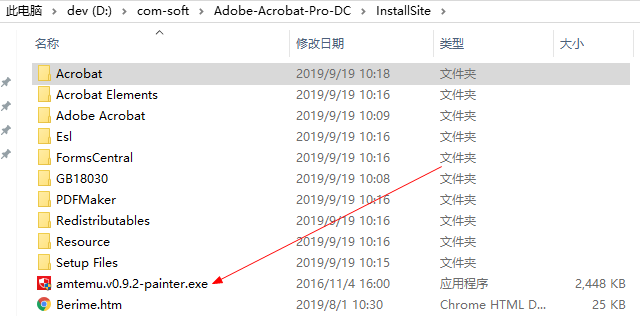 此电脑 > dev (D:) > com-soft > Adobe-Acrobat-Pro-DC > InstallSite
名称 修改日期 类型 大小
Acrobat 2019/9/19 10:18 文件夹
Acrobat Elements 2019/9/19 10:16 文件夹
Adobe Acrobat 2019/9/19 10:09 文件夹
Esl 2019/9/19 10:16 文件夹
FormsCentral 2019/9/19 10:16 文件夹
GB18030 2019/9/19 10:08 文件夹
PDFMaker 2019/9/19 10:16 文件夹
Redistributables 2019/9/19 10:16 文件夹
Resource 2019/9/19 10:16 文件夹
Setup Files 2019/9/19 10:15 文件夹
amtemu.v0.9.2-painter.exe 2016/11/4 16:00 应用程序 2,448 KB
Berime.htm 2019/8/1 10:30 Chrome HTML D... 25 KB